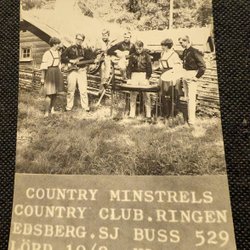 COUNTRY MINSTRELS
COUNTRY CLUB.RINGEN
EDSBERG.SJ BUSS 529
LÖRD